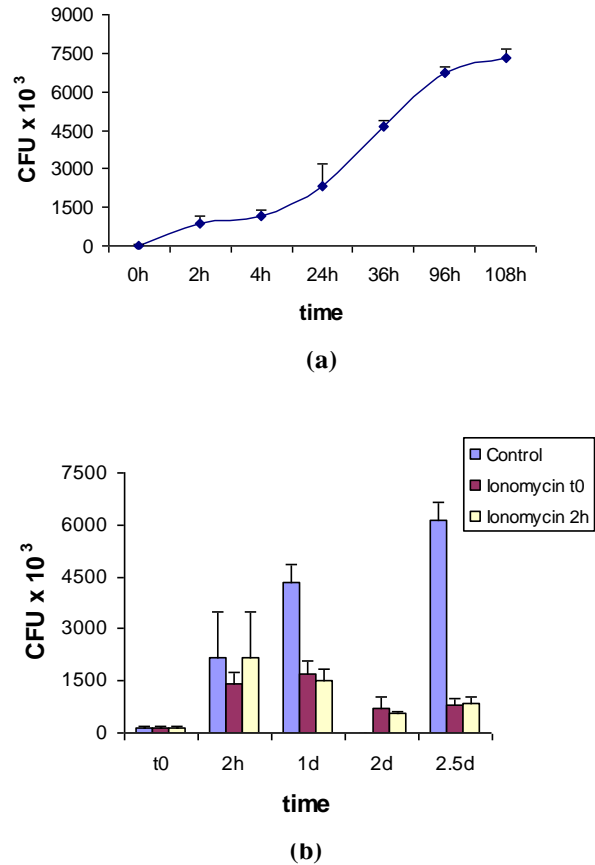 9000
7500
6000
4500
3000
1500
0
CFU x 10³
0h 2h 4h 24h 36h 96h 108h
time
(a)
Control
Ionomycin t0
Ionomycin 2h
7500
6000
4500
3000
1500
0
CFU x 10³
t0 2h 1d 2d 2.5d
time
(b)